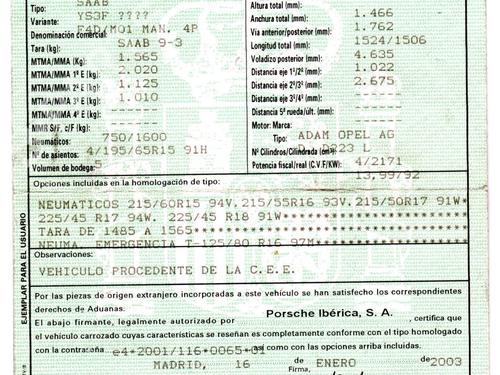 SAAB
Tipo: YS3F ????
Variante: F4D/M01 MAN. 4P
Denominación comercial: SAAB 9-3
Tara (kg): 1.565
MTMA/MMA (Kg): 2.020
MTMA/MMA 1º E (kg): 1.125
MTMA/MMA 2º E (kg): 1.010
MTMA/MMA 3º E (kg):
MTMA/MMA 4º E (kg):
MMR S/F, c/F (kg): 750/1600
Neumaticos: 4/195/65R15 91H
Nº de asientos: 5
Volumen de bodega:
Altura total (mm): 1.466
Anchura total (mm): 1.762
Vía anterior/posterior (mm): 1524/1506
Longitud total (mm): 4.635
Voladizo posterior (mm): 1.022
Distancia eje 1º/2º (mm): 2.675
Distancia eje 2º/3º (mm):
Distancia eje 3º/4º (mm):
Distancia 5ª rueda/últ. (mm):
Motor: Marca: ADAM OPEL AG
Tipo: D223 L
Nº Cilindros/Cilindrada (cm³): 4/2171
Potencia fiscal/real (C.V.F/KW): 13,99/92
Opciones incluidas en la homologación de tipo:
NEUMATICOS 215/60R15 94V.215/55R16 93V.215/50R17 91W*
225/45 R17 94W. 225/45 R18 91W
TARA DE 1485 A 1565
NEUMA. EMERGENCIA T-125/80 R16 97M
Observaciones:
VEHICULO PROCEDENTE DE LA C.E.E.
EJEMPLAR PARA EL USUARIO
Por las piezas de origen extranjero incorporadas a este vehículo se han satisfecho los correspondientes
derechos de Aduanas.
El abajo firmante, legalmente autorizado por Porsche Ibérica, S. A. , certifica que
el vehículo carrozado cuyas características se reseñan es completamente conforme con el tipo homologado
con la contraseña e4*2001/116*0065*01 así como con las opciones arriba incluidas.
MADRID, 16 de ENERO de 2003
Firma,